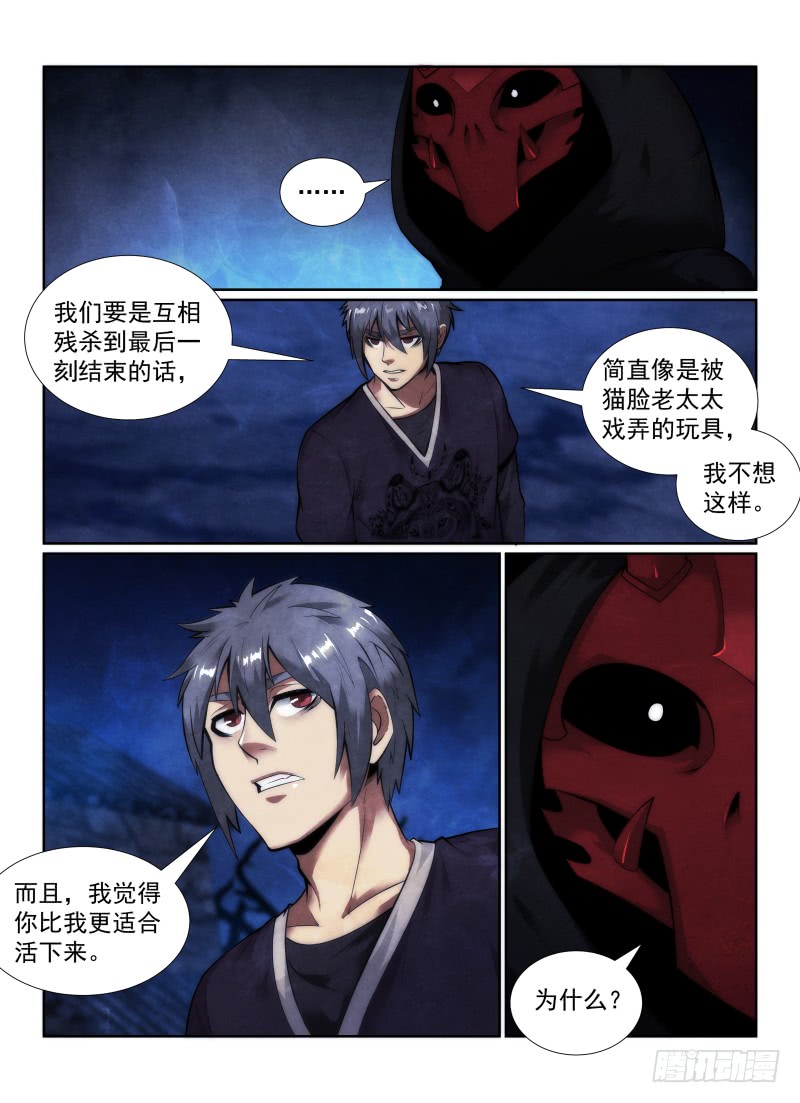 ……
我们要是互相
残杀到最后一
刻结束的话，
简直像是被
猫脸老太太
戏弄的玩具，
我不想
这样。
而且，我觉得
你比我更适合
活下来。
为什么？
腾讯动漫